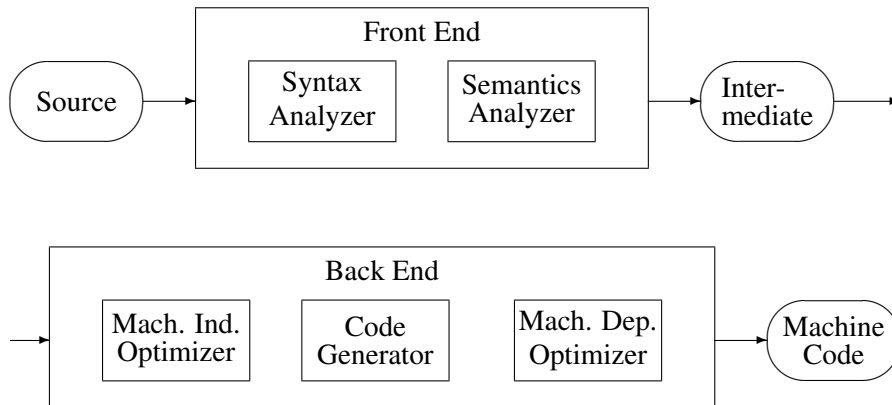 Front End
Source
Syntax
Analyzer
Semantics
Analyzer
Inter-
mediate
Back End
Mach. Ind.
Optimizer
Code
Generator
Mach. Dep.
Optimizer
Machine
Code